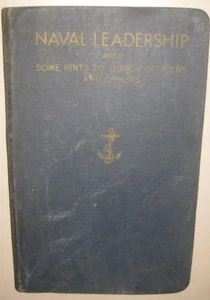 NAVAL LEADERSHIP
WITH
SOME HINTS TO JUNIOR OFFICERS
AND OTHERS